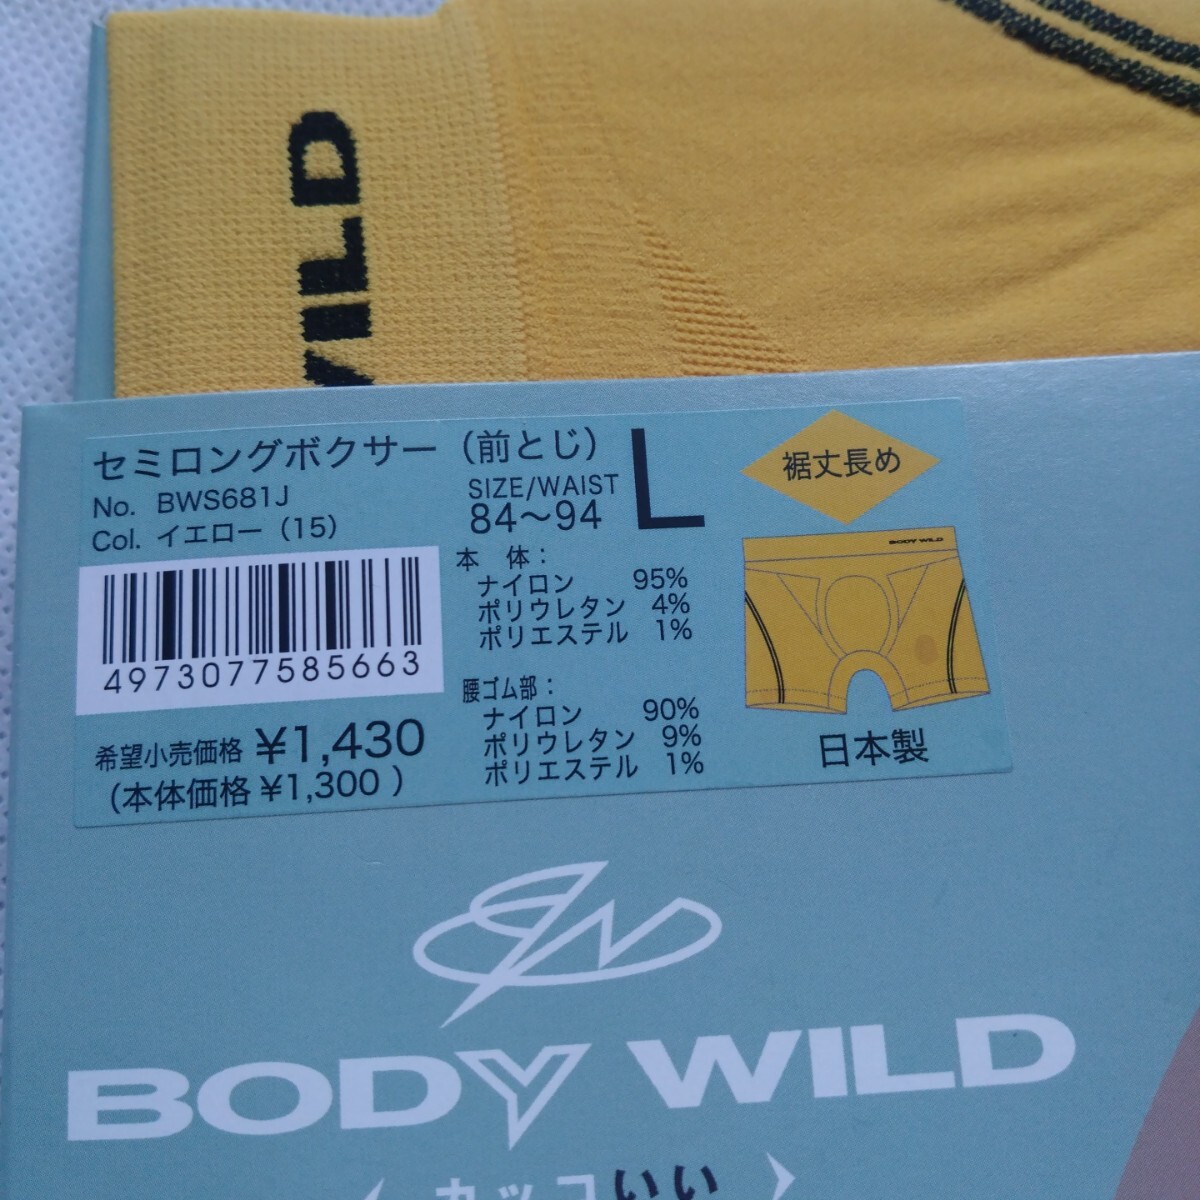 WILD
セミロングボクサー（前とじ）
No. BWS681J
Col. イエロー（15）
SIZE/WAIST
84〜94
L
裾丈長め
BODY WILD
4973077585663
希望小売価格 ¥1,430
(本体価格 ¥1,300 )
本 体：
ナイロン 95%
ポリウレタン 4%
ポリエステル 1%
腰ゴム部：
ナイロン 90%
ポリウレタン 9%
ポリエステル 1%
日本製
BODY WILD
カッコいい